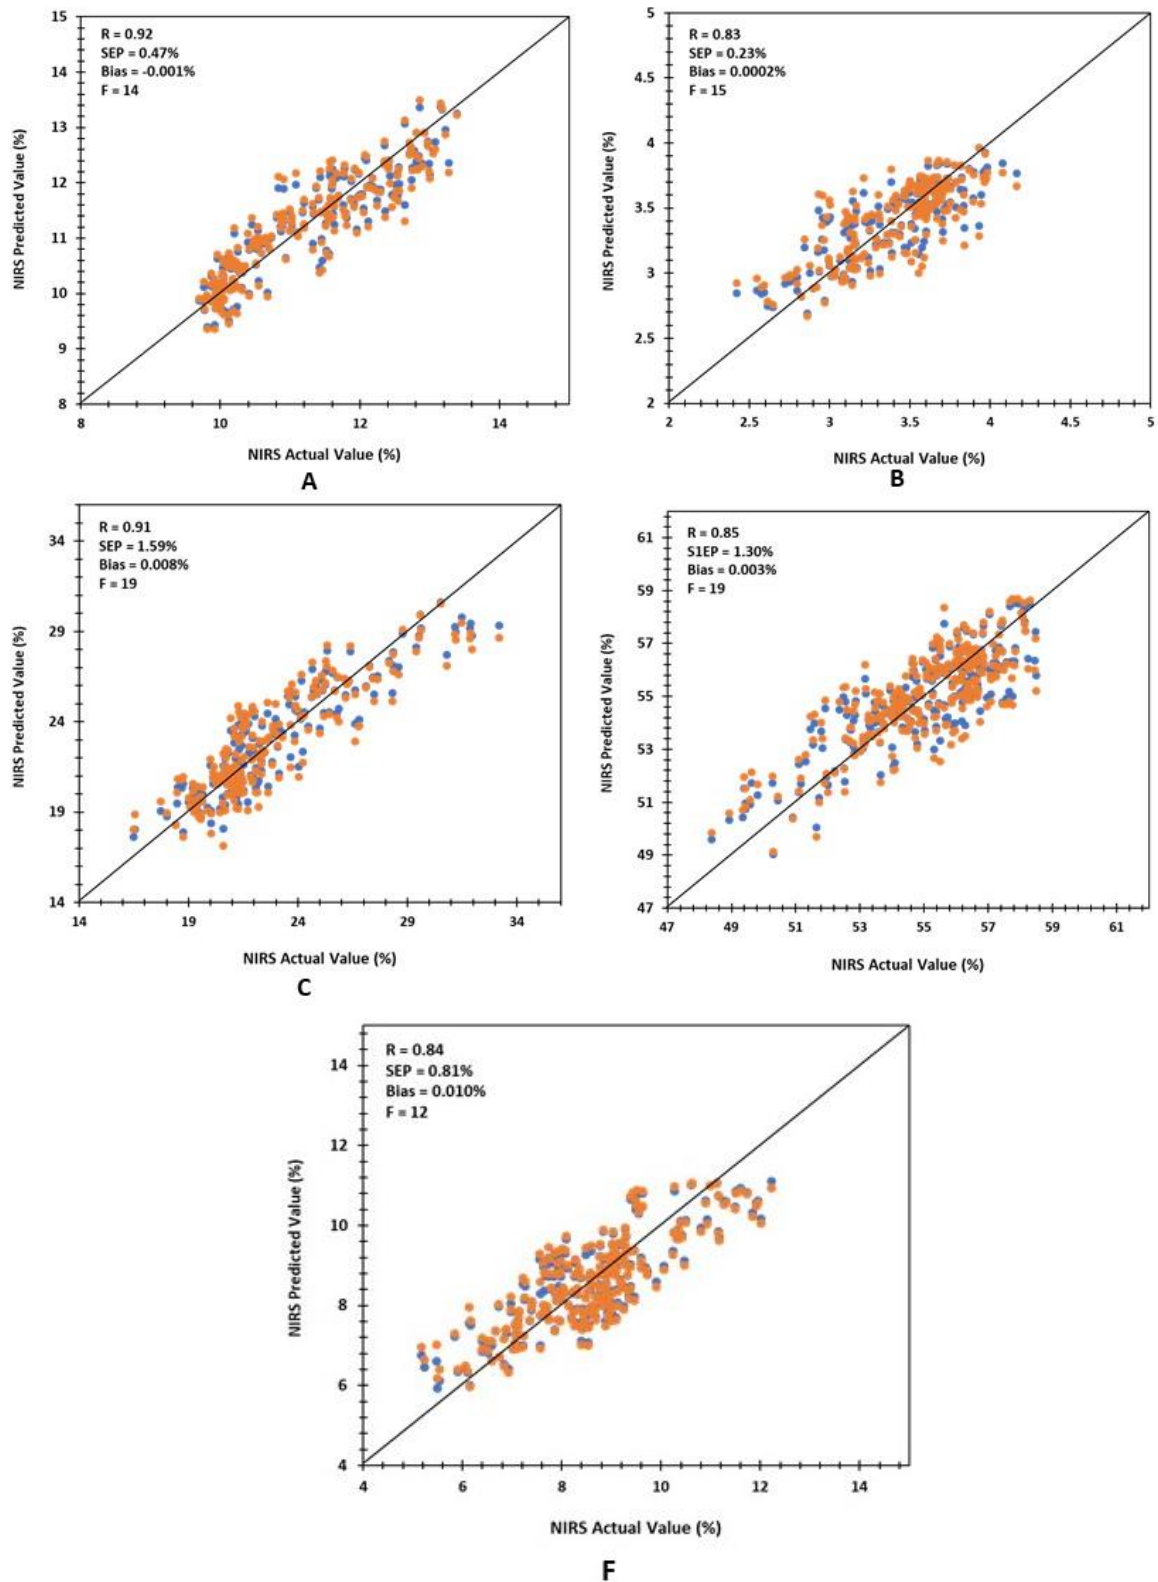 R = 0.92
SEP = 0.47%
Bias = -0.001%
F = 14
15
14
13
12
11
10
9
8
8
10
12
14
NIRS Predicted Value (%)
NIRS Actual Value (%)
A
R = 0.83
SEP = 0.23%
Bias = 0.0002%
F = 15
5
4.5
4
3.5
3
2.5
2
2
2.5
3
3.5
4
4.5
5
NIRS Predicted Value (%)
NIRS Actual Value (%)
B
R = 0.91
SEP = 1.59%
Bias = 0.008%
F = 19
34
29
24
19
14
14
19
24
29
34
NIRS Predicted Value (%)
NIRS Actual Value (%)
C
R = 0.85
S1EP = 1.30%
Bias = 0.003%
F = 19
61
59
57
55
53
51
49
47
47
49
51
53
55
57
59
61
NIRS Predicted Value (%)
NIRS Actual Value (%)
R = 0.84
SEP = 0.81%
Bias = 0.010%
F = 12
14
12
10
8
6
4
4
6
8
10
12
14
NIRS Predicted Value (%)
NIRS Actual Value (%)
F